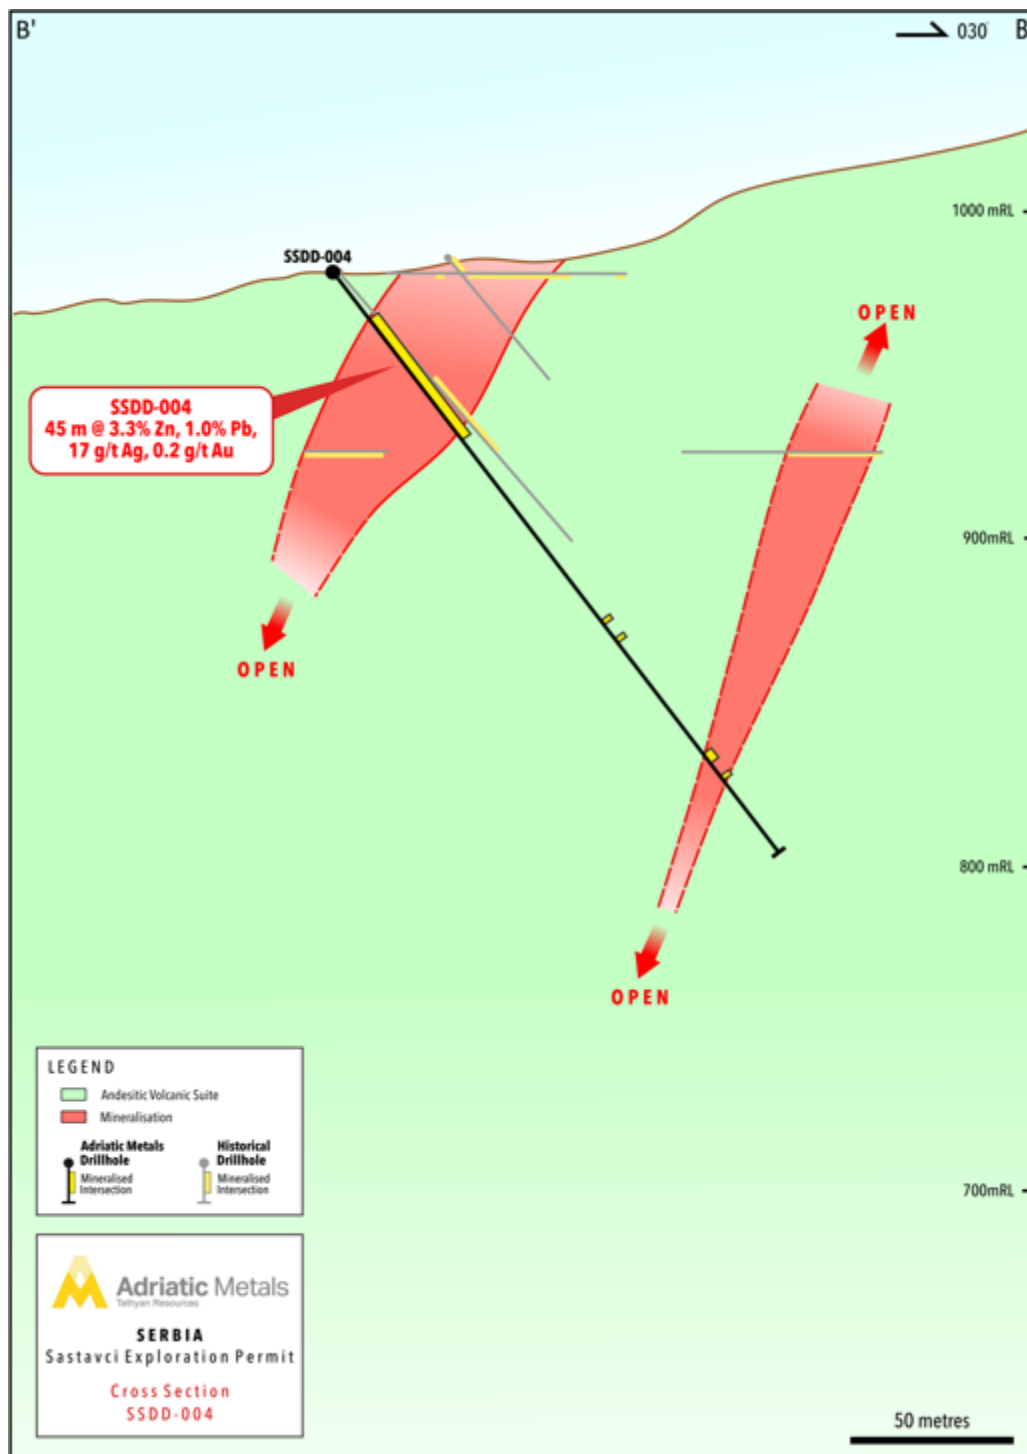 B'
030°
B
1000 mRL
SSDD-004
OPEN
SSDD-004
45 m @ 3.3% Zn, 1.0% Pb,
17 g/t Ag, 0.2 g/t Au
900mRL
OPEN
800 mRL
OPEN
LEGEND
Andesitic Volcanic Suite
Mineralisation
Adriatic Metals
Drillhole
Mineralised
Intersection
Historical
Drillhole
Mineralised
Intersection
700mRL
Adriatic Metals
Tethyan Resources
SERBIA
Sastavci Exploration Permit
Cross Section
SSDD-004
50 metres